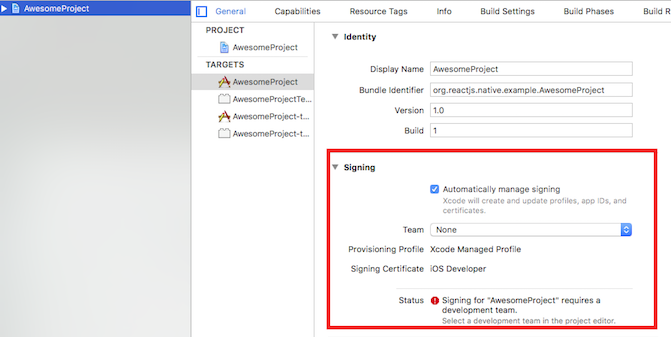 AwesomeProject
General Capabilities Resource Tags Info Build Settings Build Phases Build R
PROJECT
AwesomeProject
TARGETS
AwesomeProject
AwesomeProjectTe...
AwesomeProject-t...
AwesomeProject-t...
Identity
Display Name AwesomeProject
Bundle Identifier org.reactjs.native.example.AwesomeProject
Version 1.0
Build 1
Signing
Automatically manage signing
Xcode will create and update profiles, app IDs, and
certificates.
Team None
Provisioning Profile Xcode Managed Profile
Signing Certificate iOS Developer
Status Signing for "AwesomeProject" requires a
development team.
Select a development team in the project editor.